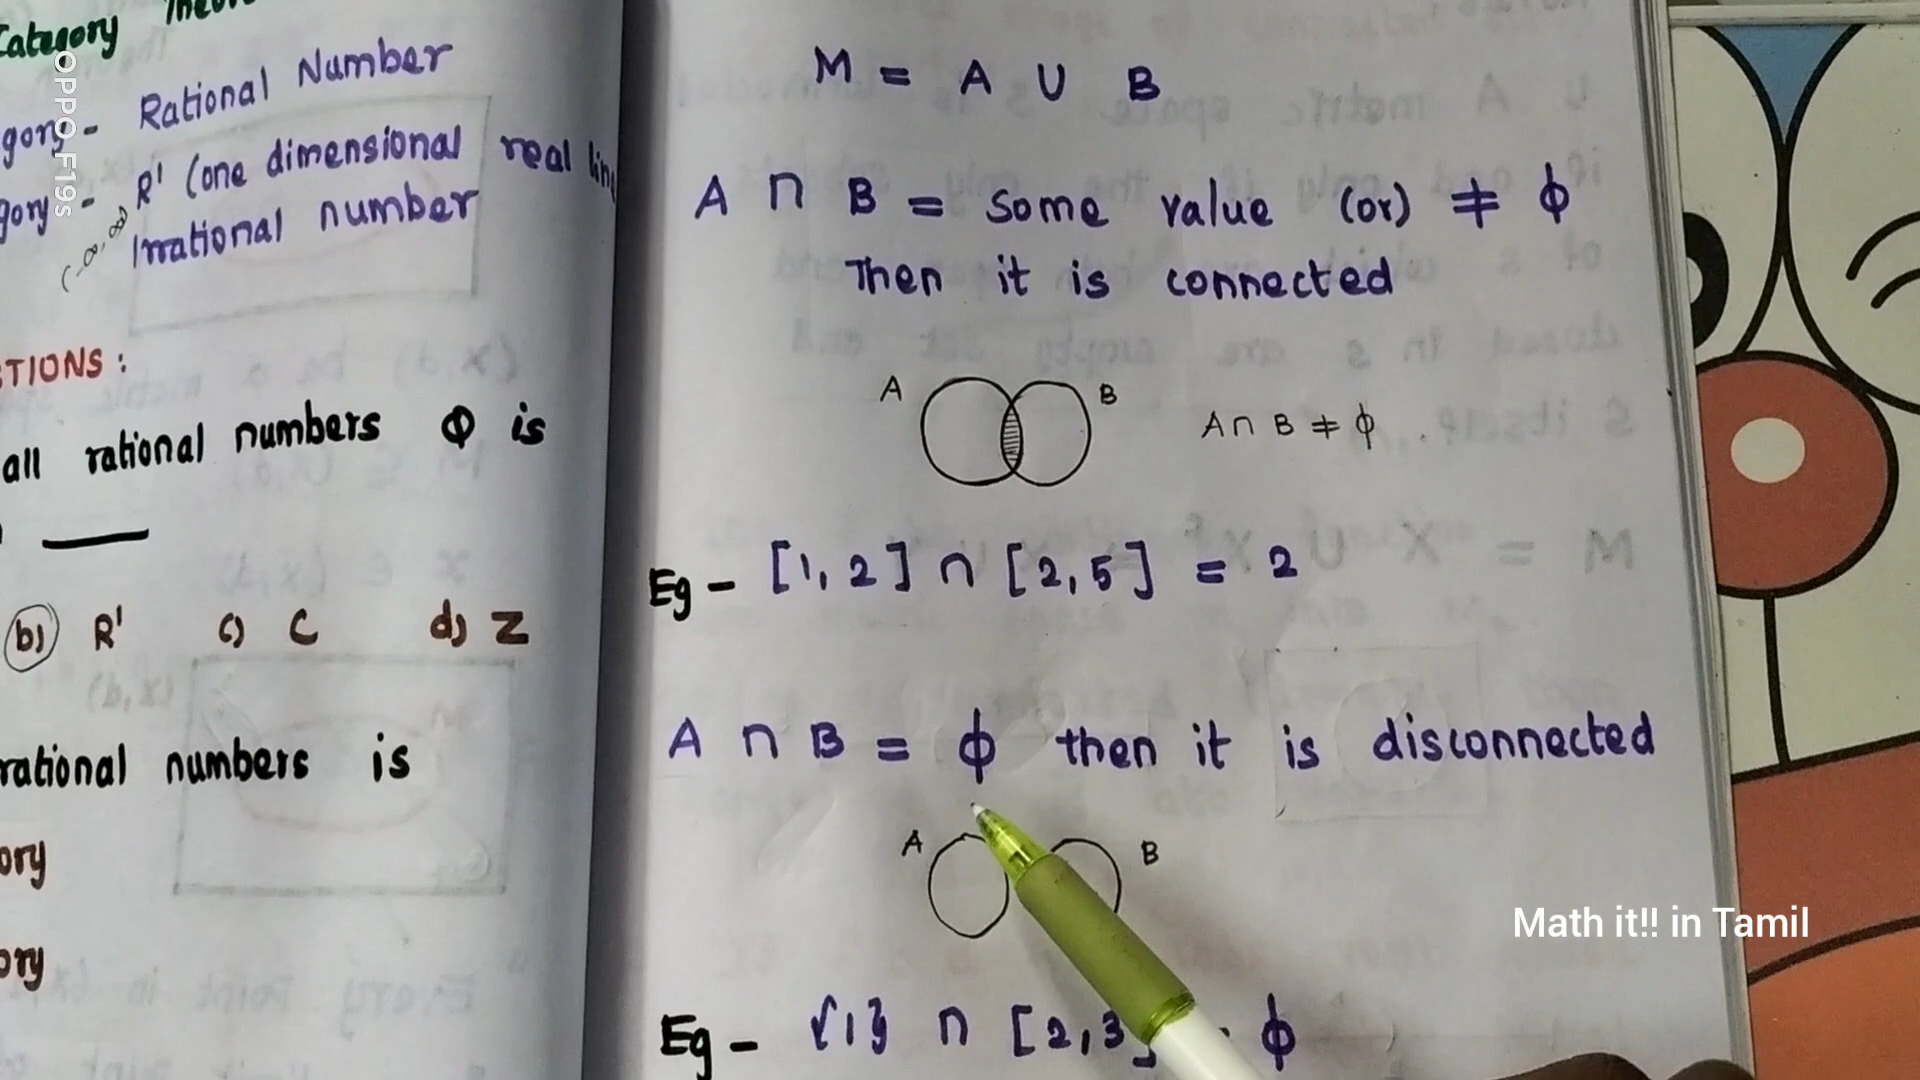 Category
Rational Number
gory - R' (one dimensional real line
gory -
(-∞, ∞) Irrational number
TIONS :
all rational numbers Φ is
b) R' c) C d) Z
rational numbers is
ory
ory
M = A U B
A ∩ B = some value (or) ≠ ϕ
Then it is connected
A B A ∩ B ≠ ϕ
Eg - [1, 2] ∩ [2, 5] = 2
A ∩ B = ϕ then it is disconnected
A B
Eg - {1} ∩ [2, 3] ϕ
OPPO F19s
Math it!! in Tamil